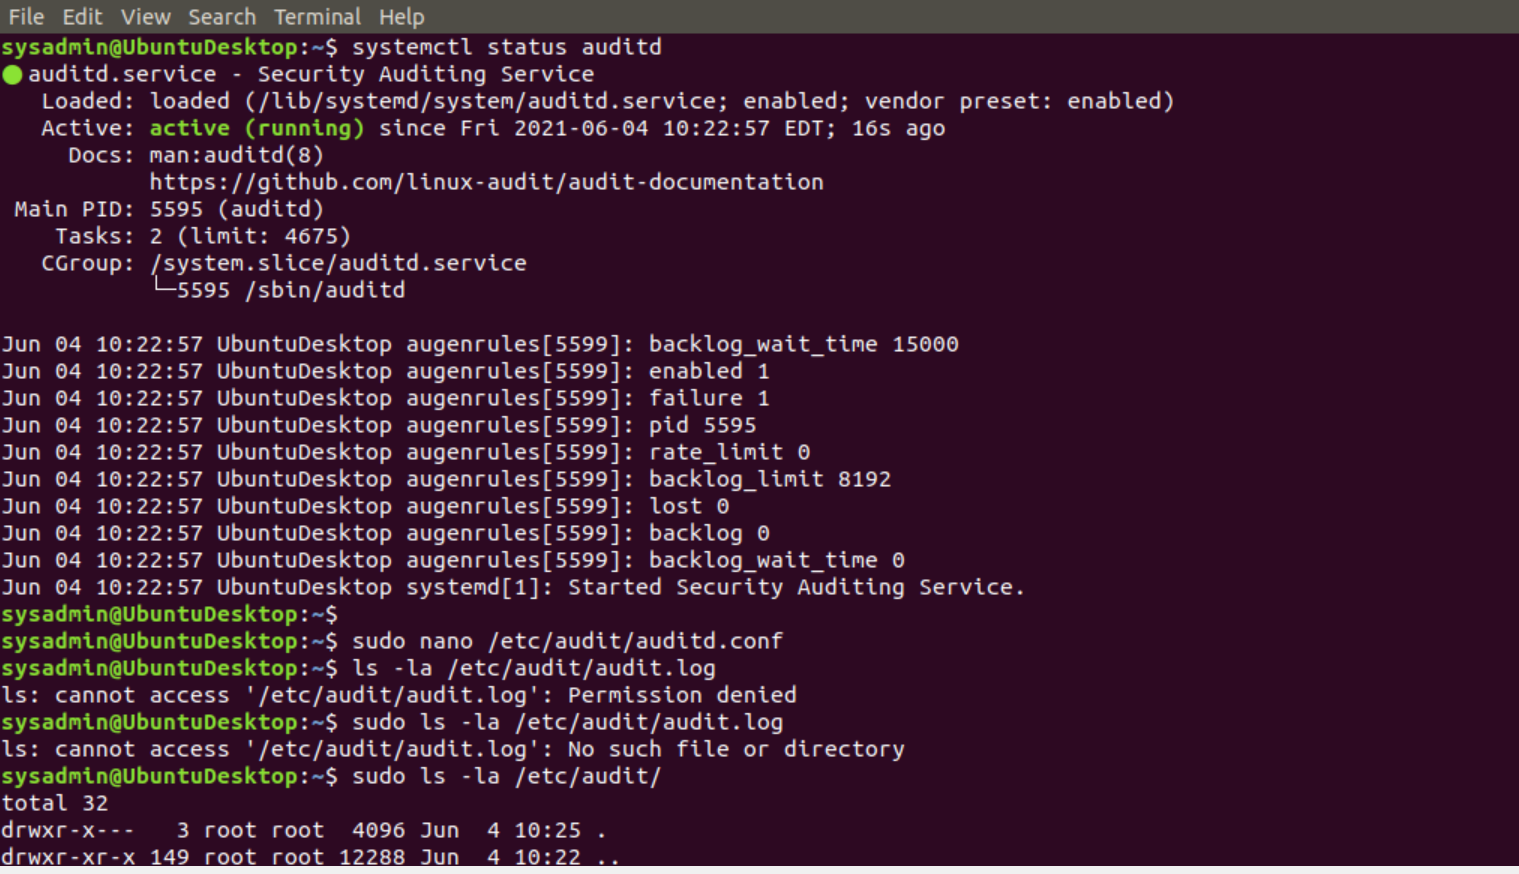 File Edit View Search Terminal Help
sysadmin@UbuntuDesktop:~$ systemctl status auditd
● auditd.service - Security Auditing Service
   Loaded: loaded (/lib/systemd/system/auditd.service; enabled; vendor preset: enabled)
   Active: active (running) since Fri 2021-06-04 10:22:57 EDT; 16s ago
     Docs: man:auditd(8)
           https://github.com/linux-audit/audit-documentation
 Main PID: 5595 (auditd)
    Tasks: 2 (limit: 4675)
   CGroup: /system.slice/auditd.service
           └─5595 /sbin/auditd

Jun 04 10:22:57 UbuntuDesktop augenrules[5599]: backlog_wait_time 15000
Jun 04 10:22:57 UbuntuDesktop augenrules[5599]: enabled 1
Jun 04 10:22:57 UbuntuDesktop augenrules[5599]: failure 1
Jun 04 10:22:57 UbuntuDesktop augenrules[5599]: pid 5595
Jun 04 10:22:57 UbuntuDesktop augenrules[5599]: rate_limit 0
Jun 04 10:22:57 UbuntuDesktop augenrules[5599]: backlog_limit 8192
Jun 04 10:22:57 UbuntuDesktop augenrules[5599]: lost 0
Jun 04 10:22:57 UbuntuDesktop augenrules[5599]: backlog 0
Jun 04 10:22:57 UbuntuDesktop augenrules[5599]: backlog_wait_time 0
Jun 04 10:22:57 UbuntuDesktop systemd[1]: Started Security Auditing Service.
sysadmin@UbuntuDesktop:~$
sysadmin@UbuntuDesktop:~$ sudo nano /etc/audit/auditd.conf
sysadmin@UbuntuDesktop:~$ ls -la /etc/audit/audit.log
ls: cannot access '/etc/audit/audit.log': Permission denied
sysadmin@UbuntuDesktop:~$ sudo ls -la /etc/audit/audit.log
ls: cannot access '/etc/audit/audit.log': No such file or directory
sysadmin@UbuntuDesktop:~$ sudo ls -la /etc/audit/
total 32
drwxr-x---   3 root root  4096 Jun  4 10:25 .
drwxr-xr-x 149 root root 12288 Jun  4 10:22 ..